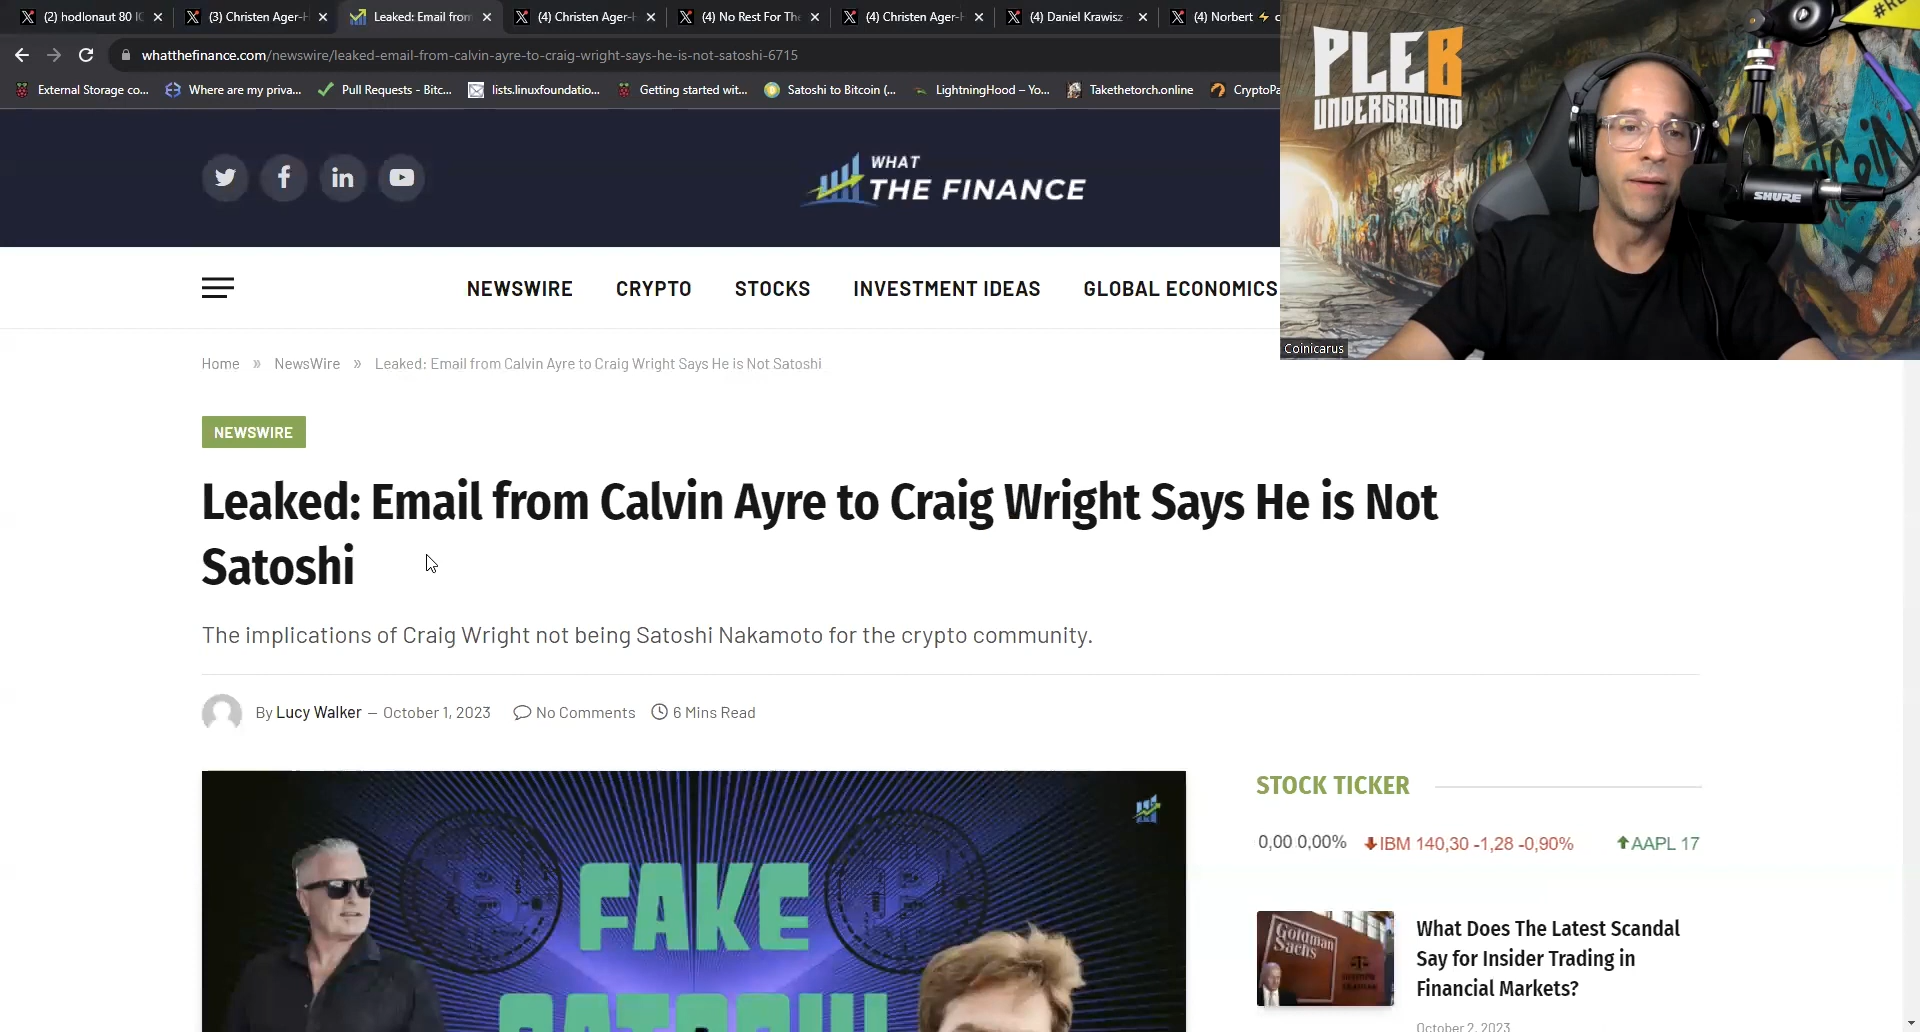 (2) hodlonaut 80 IC
(3) Christen Ager-H
Leaked: Email from
(4) Christen Ager-H
(4) No Rest For The
(4) Christen Ager-H
(4) Daniel Krawisz
(4) Norbert ⚡ c
whatthefinance.com/newswire/leaked-email-from-calvin-ayre-to-craig-wright-says-he-is-not-satoshi-6715
External Storage co...
Where are my priva...
Pull Requests - Bitc...
lists.linuxfoundatio...
Getting started wit...
Satoshi to Bitcoin (...
LightningHood – Yo...
Takethetorch.online
CryptoPa
PLEB
UNDERGROUND
SHURE
Coinicarus
WHAT
THE FINANCE
NEWSWIRE
CRYPTO
STOCKS
INVESTMENT IDEAS
GLOBAL ECONOMICS
Home » NewsWire » Leaked: Email from Calvin Ayre to Craig Wright Says He is Not Satoshi
NEWSWIRE
Leaked: Email from Calvin Ayre to Craig Wright Says He is Not
Satoshi
The implications of Craig Wright not being Satoshi Nakamoto for the crypto community.
By Lucy Walker — October 1, 2023 No Comments 6 Mins Read
FAKE
STOCK TICKER
0,00 0,00% IBM 140,30 -1,28 -0,90% AAPL 17
Goldman
Sachs
What Does The Latest Scandal
Say for Insider Trading in
Financial Markets?
October 2, 2023